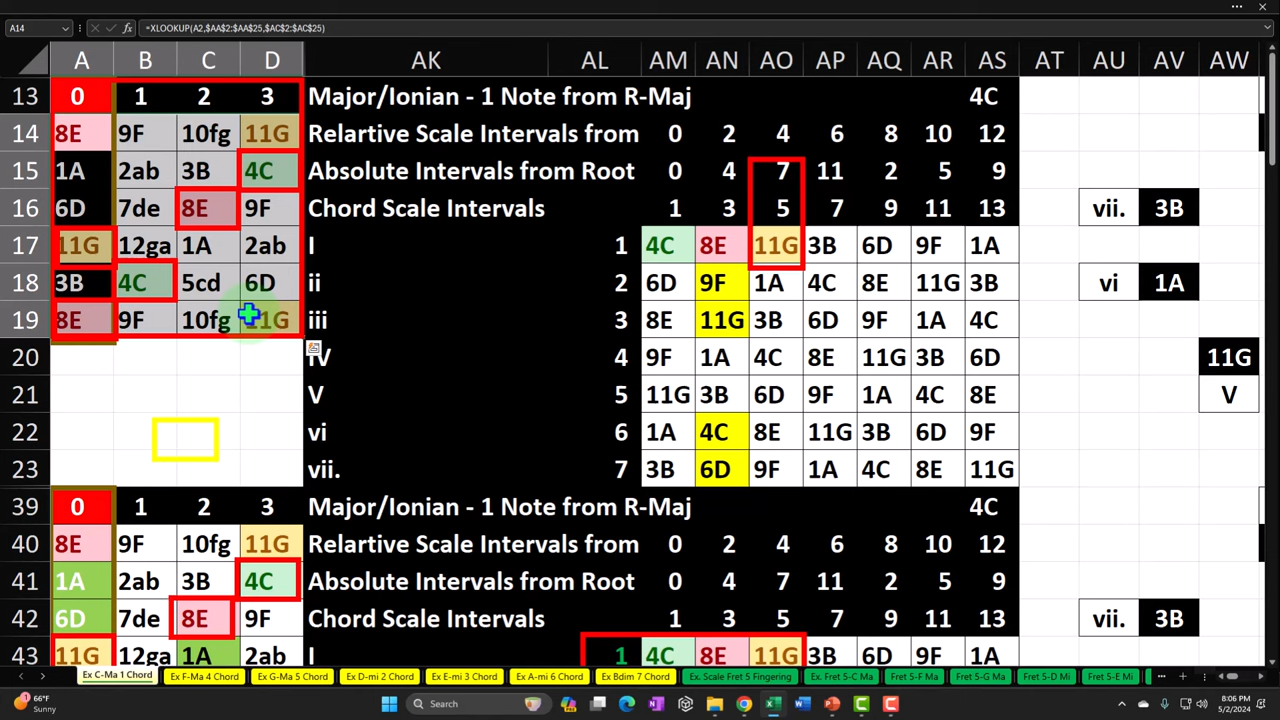 A14 fx =XLOOKUP(A2,$AA$2:$AA$25,$AC$2:$AC$25)
A B C D AK AL AM AN AO AP AQ AR AS AT AU AV AW
13 0 1 2 3 Major/Ionian - 1 Note from R-Maj 4C
14 8E 9F 10fg 11G Relartive Scale Intervals from 0 2 4 6 8 10 12
15 1A 2ab 3B 4C Absolute Intervals from Root 0 4 7 11 2 5 9
16 6D 7de 8E 9F Chord Scale Intervals 1 3 5 7 9 11 13 vii. 3B
17 11G 12ga 1A 2ab I 1 4C 8E 11G 3B 6D 9F 1A
18 3B 4C 5cd 6D ii 2 6D 9F 1A 4C 8E 11G 3B vi 1A
19 8E 9F 10fg 11G iii 3 8E 11G 3B 6D 9F 1A 4C
20 IV 4 9F 1A 4C 8E 11G 3B 6D 11G
21 V 5 11G 3B 6D 9F 1A 4C 8E V
22 vi 6 1A 4C 8E 11G 3B 6D 9F
23 vii. 7 3B 6D 9F 1A 4C 8E 11G
39 0 1 2 3 Major/Ionian - 1 Note from R-Maj 4C
40 8E 9F 10fg 11G Relartive Scale Intervals from 0 2 4 6 8 10 12
41 1A 2ab 3B 4C Absolute Intervals from Root 0 4 7 11 2 5 9
42 6D 7de 8E 9F Chord Scale Intervals 1 3 5 7 9 11 13 vii. 3B
43 11G 12ga 1A 2ab I 1 4C 8E 11G 3B 6D 9F 1A
Ex C-Ma 1 Chord Ex F-Ma 4 Chord Ex G-Ma 5 Chord Ex D-mi 2 Chord Ex E-mi 3 Chord Ex A-mi 6 Chord Ex Bdim 7 Chord Ex. Scale Fret 5 Fingering Ex. Fret 5-C Ma Fret 5-F Ma Fret 5-G Ma Fret 5-D Mi Fret 5-E Mi
66°F
Sunny
Search
8:06 PM
5/2/2024